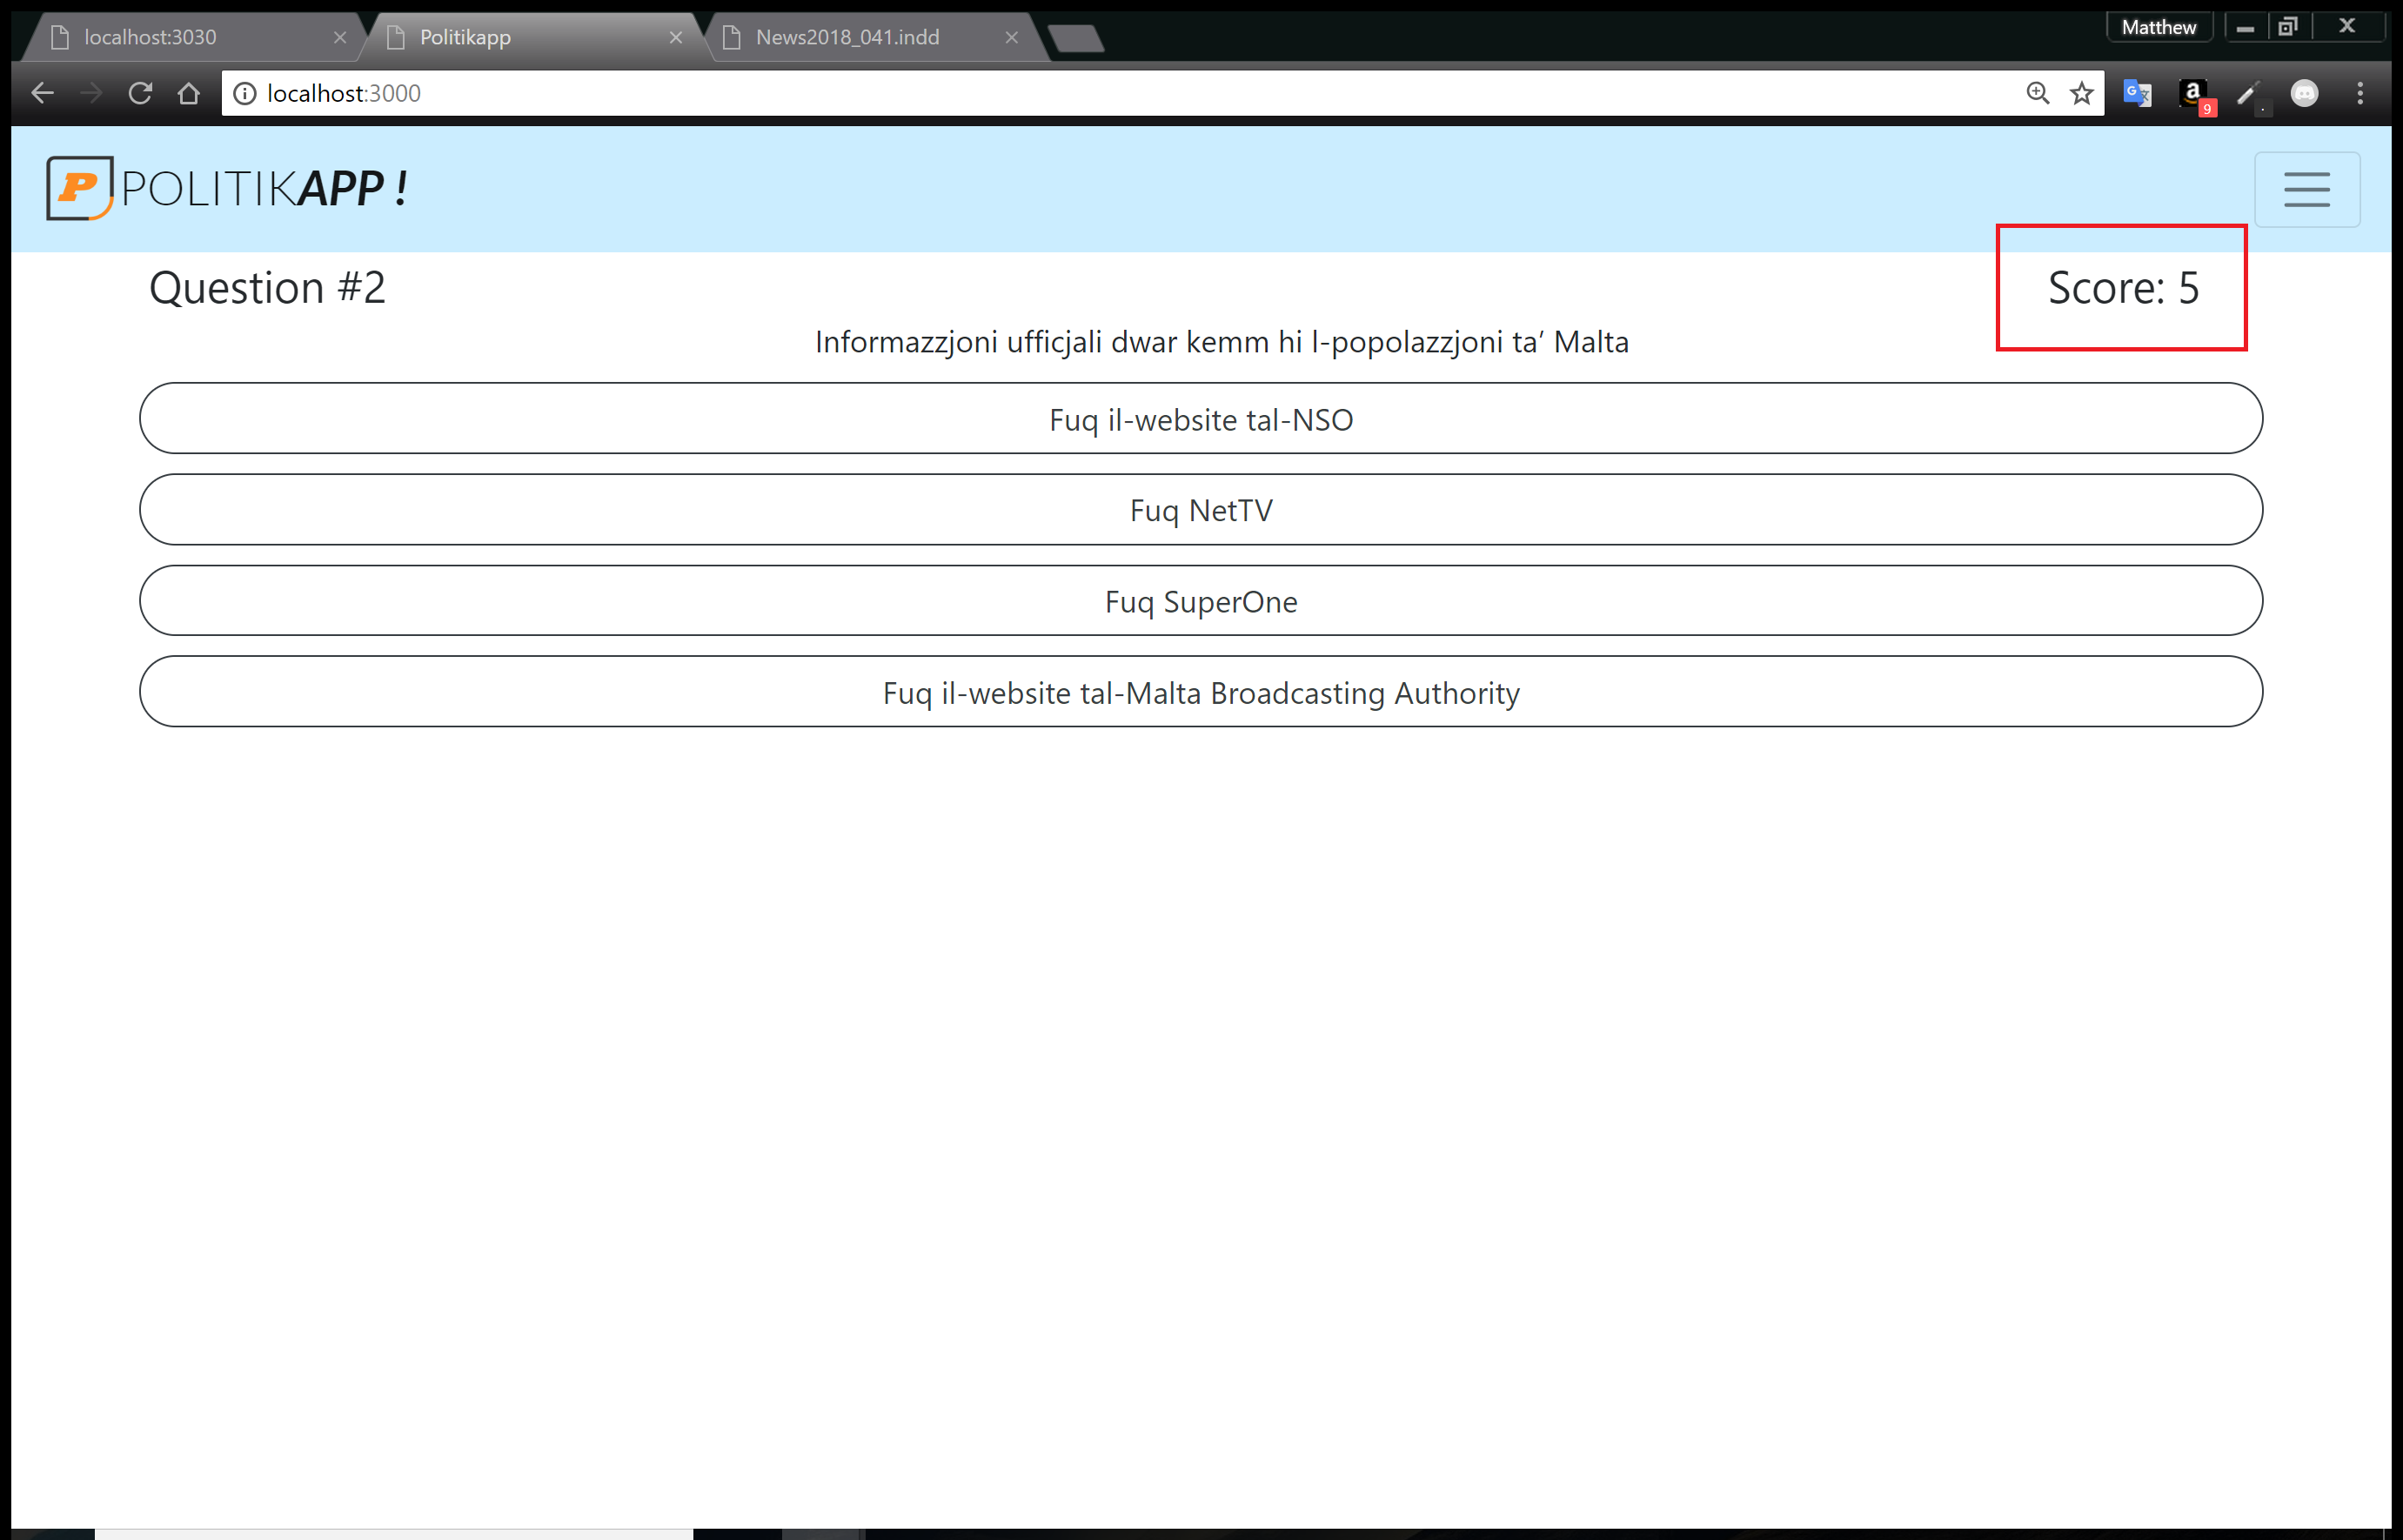 localhost:3030
Politikapp
News2018_041.indd
Matthew
localhost:3000
9
P POLITIKAPP !
Question #2
Score: 5
Informazzjoni ufficjali dwar kemm hi l-popolazzjoni ta’ Malta
Fuq il-website tal-NSO
Fuq NetTV
Fuq SuperOne
Fuq il-website tal-Malta Broadcasting Authority